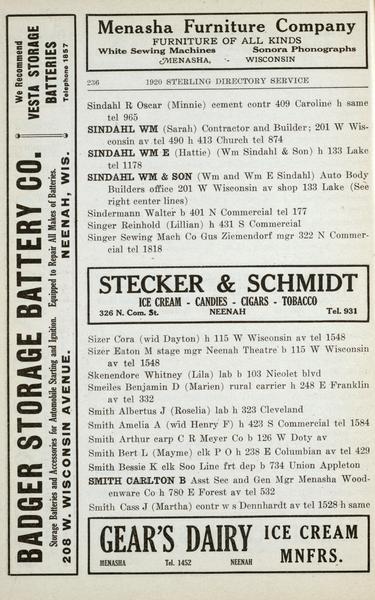 We Recommend
VESTA STORAGE
BATTERIES
Telephone 1857
BADGER STORAGE BATTERY CO.
Storage Batteries and Accessories for Automobile Starting and Ignition. Equipped to Repair All Makes of Batteries.
208 W. WISCONSIN AVENUE. NEENAH, WIS.
Menasha Furniture Company
FURNITURE OF ALL KINDS
White Sewing Machines Sonora Phonographs
MENASHA, - WISCONSIN
236 1920 STERLING DIRECTORY SERVICE
Sindahl R Oscar (Minnie) cement contr 409 Caroline h same
tel 965
SINDAHL WM (Sarah) Contractor and Builder; 201 W Wis-
consin av tel 490 h 413 Church tel 874
SINDAHL WM E (Hattie) (Wm Sindahl & Son) h 133 Lake
tel 1178
SINDAHL WM & SON (Wm and Wm E Sindahl) Auto Body
Builders office 201 W Wisconsin av shop 133 Lake (See
right center lines)
Sindermann Walter b 401 N Commercial tel 177
Singer Reinhold (Lillian) h 431 S Commercial
Singer Sewing Mach Co Gus Ziemendorf mgr 322 N Commer-
cial tel 1818
STECKER & SCHMIDT
ICE CREAM - CANDIES - CIGARS - TOBACCO
326 N. Com. St. NEENAH Tel. 931
Sizer Cora (wid Dayton) h 115 W Wisconsin av tel 1548
Sizer Eaton M stage mgr Neenah Theatre b 115 W Wisconsin
av tel 1548
Skenendore Whitney (Lila) lab b 103 Nicolet blvd
Smeiles Benjamin D (Marien) rural carrier h 248 E Franklin
av tel 332
Smith Albertus J (Roselia) lab h 323 Cleveland
Smith Amelia A (wid Henry F) h 423 S Commercial tel 1584
Smith Arthur carp C R Meyer Co b 126 W Doty av
Smith Bert L (Mayme) clk P O h 238 E Columbian av tel 429
Smith Bessie K clk Soo Line frt dep b 734 Union Appleton
SMITH CARLTON B Asst Sec and Gen Mgr Menasha Wood-
enware Co h 780 E Forest av tel 532
Smith Cass J (Martha) contr w s Dennhardt av tel 1528 h same
GEAR'S DAIRY ICE CREAM
MNFRS.
MENASHA Tel. 1452 NEENAH